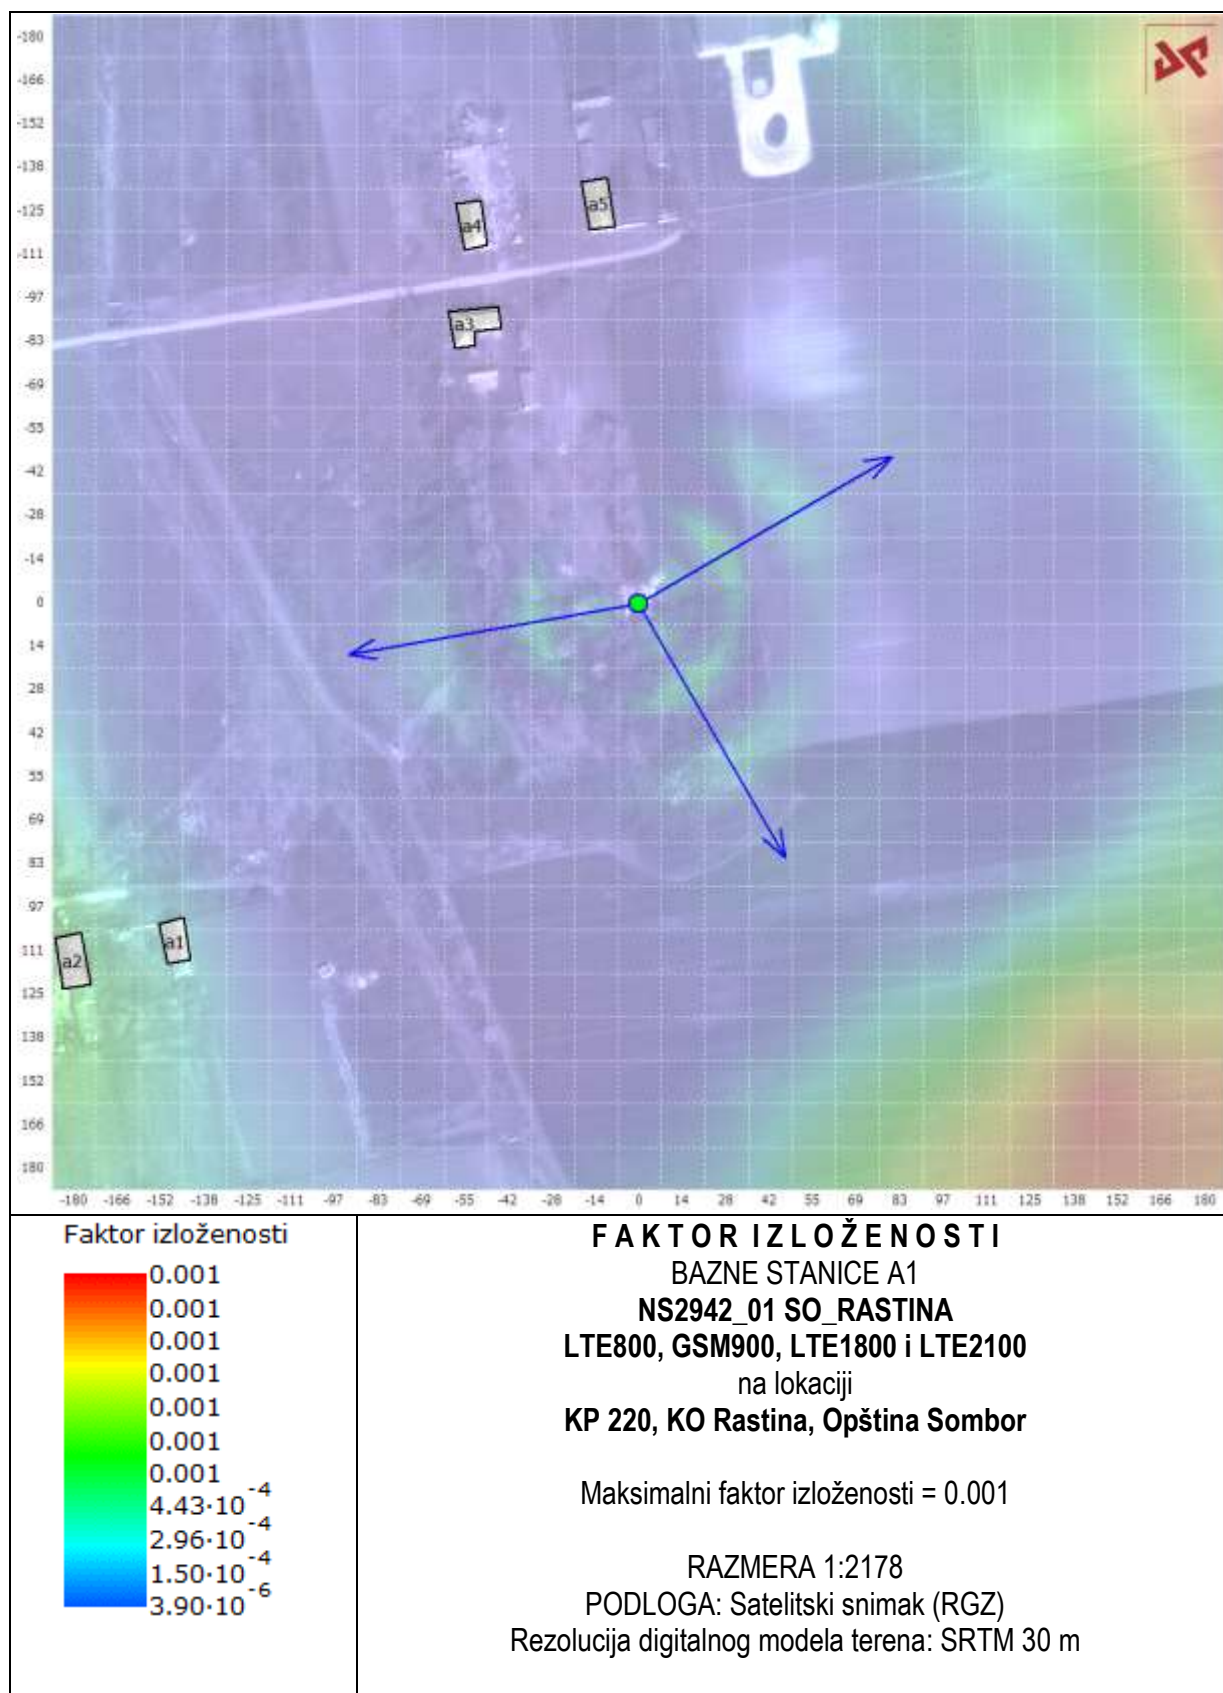 -180
-166
-152
-138
-125
-111
-97
-83
-69
-55
-42
-28
-14
0
14
28
42
55
69
83
97
111
125
138
152
166
180
a5
a4
a3
a1
a2
-180 -166 -152 -138 -125 -111 -97 -83 -69 -55 -42 -28 -14 0 14 28 42 55 69 83 97 111 125 138 152 166 180
Faktor izloženosti
0.001
0.001
0.001
0.001
0.001
0.001
0.001
4.43·10⁻⁴
2.96·10⁻⁴
1.50·10⁻⁴
3.90·10⁻⁶
F A K T O R I Z L O Ž E N O S T I
BAZNE STANICE A1
NS2942_01 SO_RASTINA
LTE800, GSM900, LTE1800 i LTE2100
na lokaciji
KP 220, KO Rastina, Opština Sombor
Maksimalni faktor izloženosti = 0.001
RAZMERA 1:2178
PODLOGA: Satelitski snimak (RGZ)
Rezolucija digitalnog modela terena: SRTM 30 m